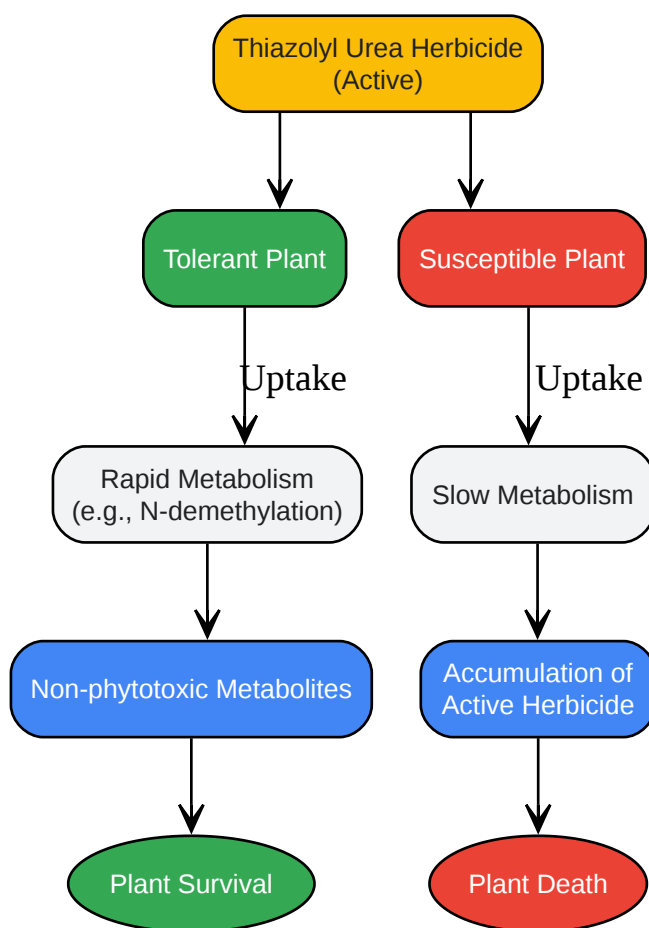 Thiazolyl Urea Herbicide
(Active)
Tolerant Plant
Susceptible Plant
Uptake
Uptake
Rapid Metabolism
(e.g., N-demethylation)
Slow Metabolism
Non-phytotoxic Metabolites
Accumulation of
Active Herbicide
Plant Survival
Plant Death